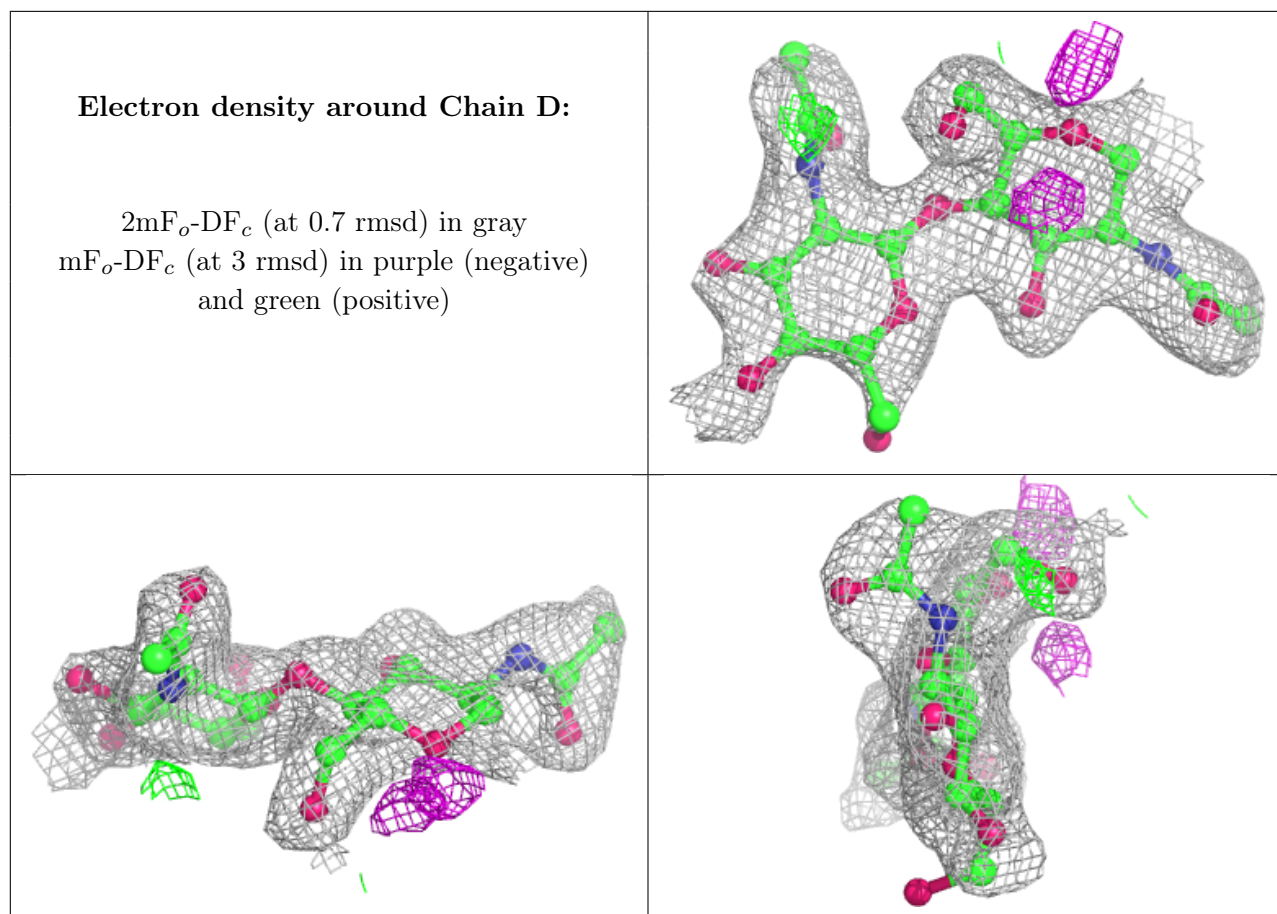 Electron density around Chain D:
2mFₒ-DF𝒸 (at 0.7 rmsd) in gray
mFₒ-DF𝒸 (at 3 rmsd) in purple (negative)
and green (positive)